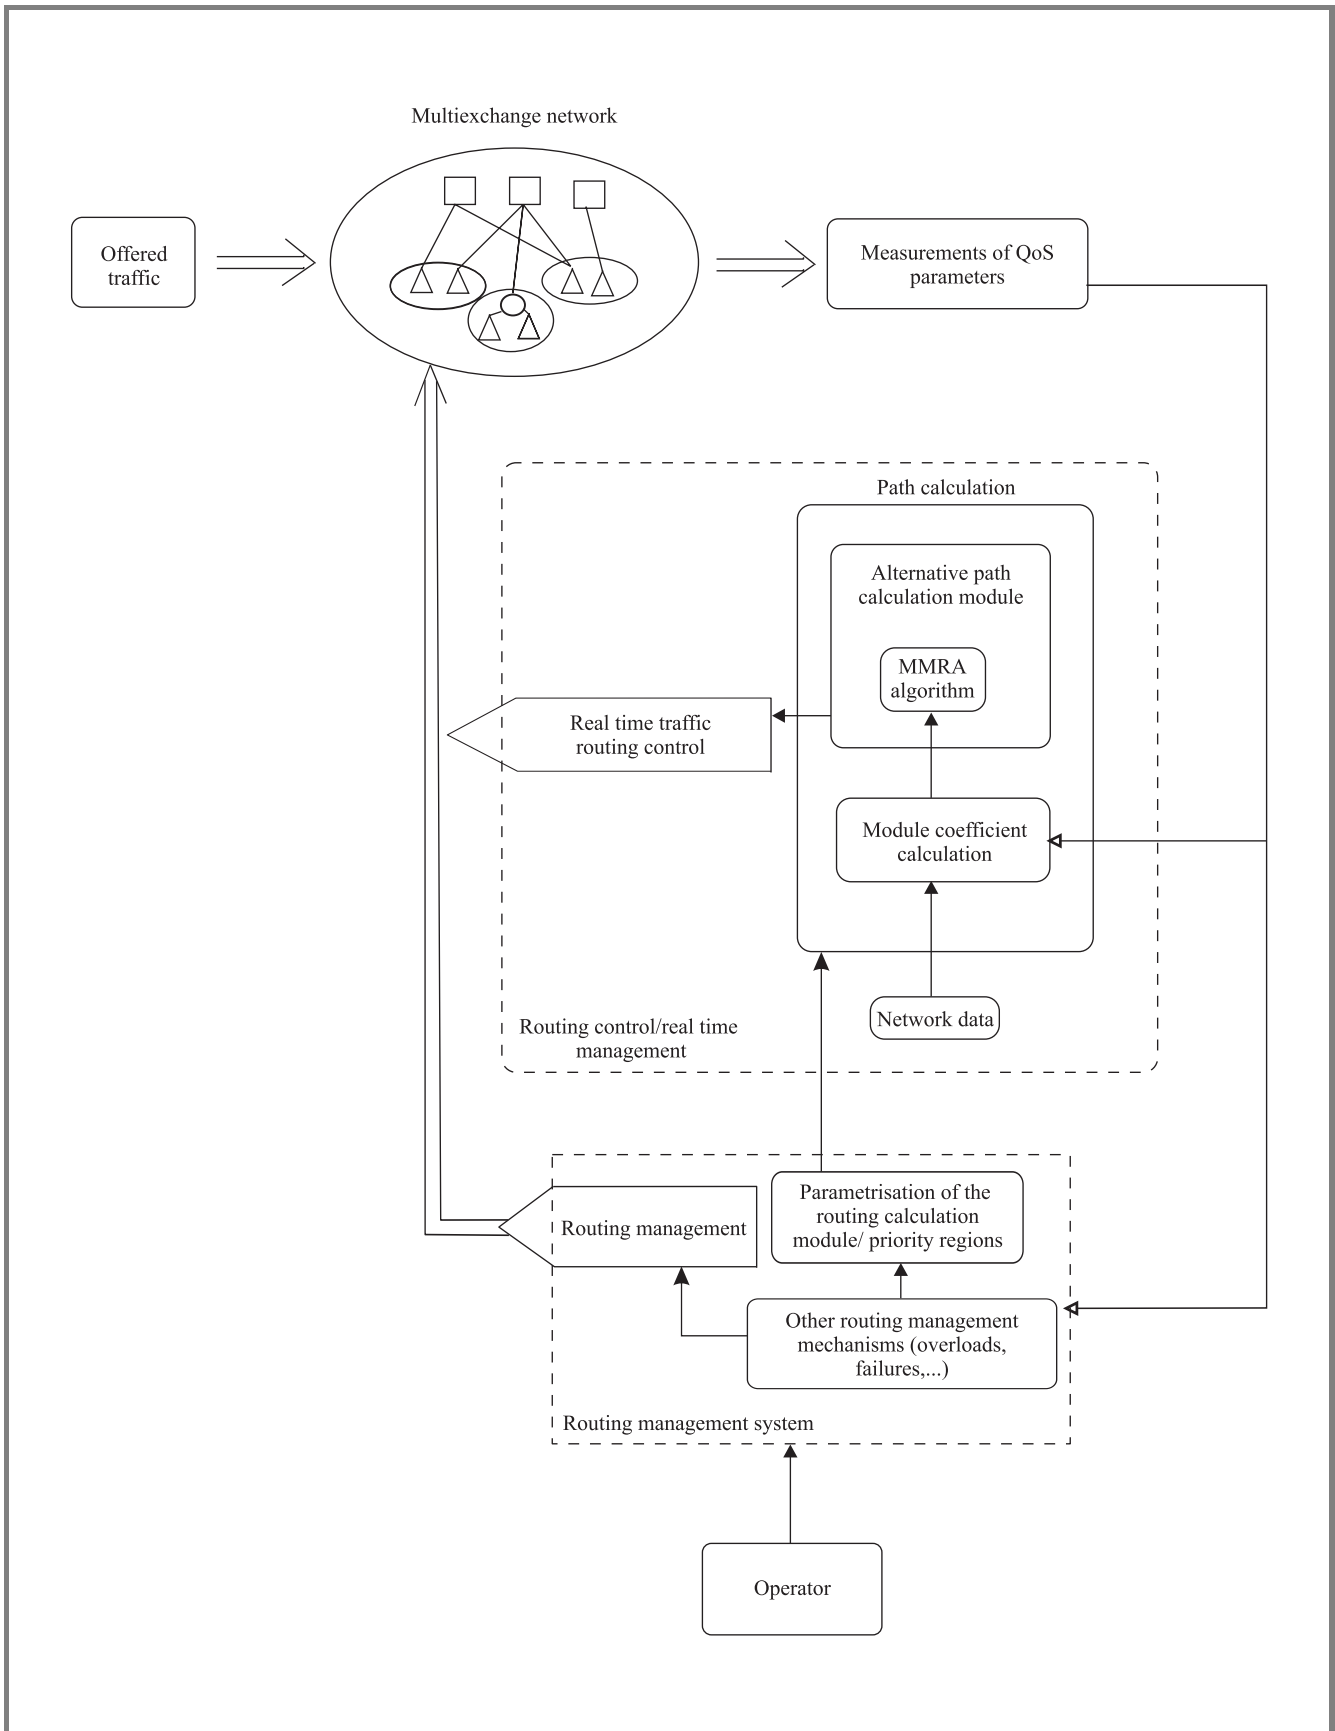 Multiexchange network
Offered
traffic
Measurements of QoS
parameters
Path calculation
Alternative path
calculation module
MMRA
algorithm
Real time traffic
routing control
Module coefficient
calculation
Network data
Routing control/real time
management
Parametrisation of the
routing calculation
module/ priority regions
Routing management
Other routing management
mechanisms (overloads,
failures,...)
Routing management system
Operator